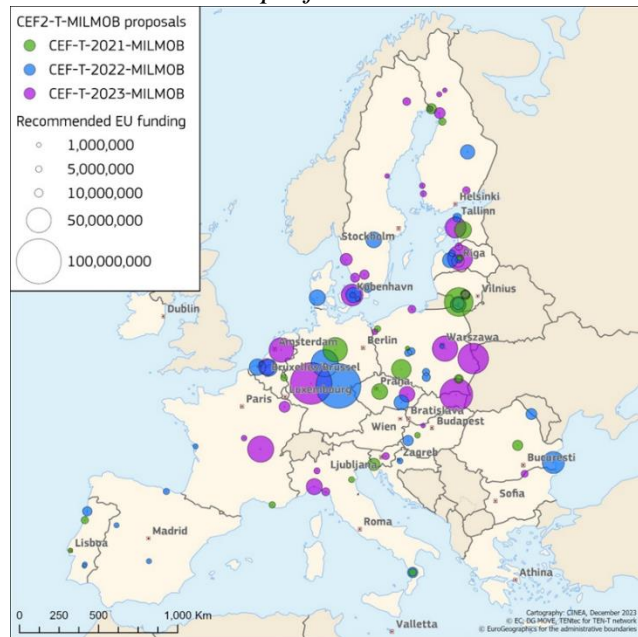 CEF2-T-MILMOB proposals
CEF-T-2021-MILMOB
CEF-T-2022-MILMOB
CEF-T-2023-MILMOB
Recommended EU funding
1,000,000
5,000,000
10,000,000
50,000,000
100,000,000
Helsinki
Tallinn
Stockholm
Riga
København
Vilnius
Dublin
Amsterdam
Berlin
Warszawa
Bruxelles/Brussel
Luxembourg
Praha
Paris
Wien
Bratislava
Budapest
Ljubljana
Zagreb
Bucuresti
Sofia
Madrid
Lisboa
Roma
Athina
Valletta
0 250 500 1,000 Km
Cartography: CINEA, December 2023
© EC, DG MOVE, TENtec for TEN-T network
© EuroGeographics for the administrative boundaries